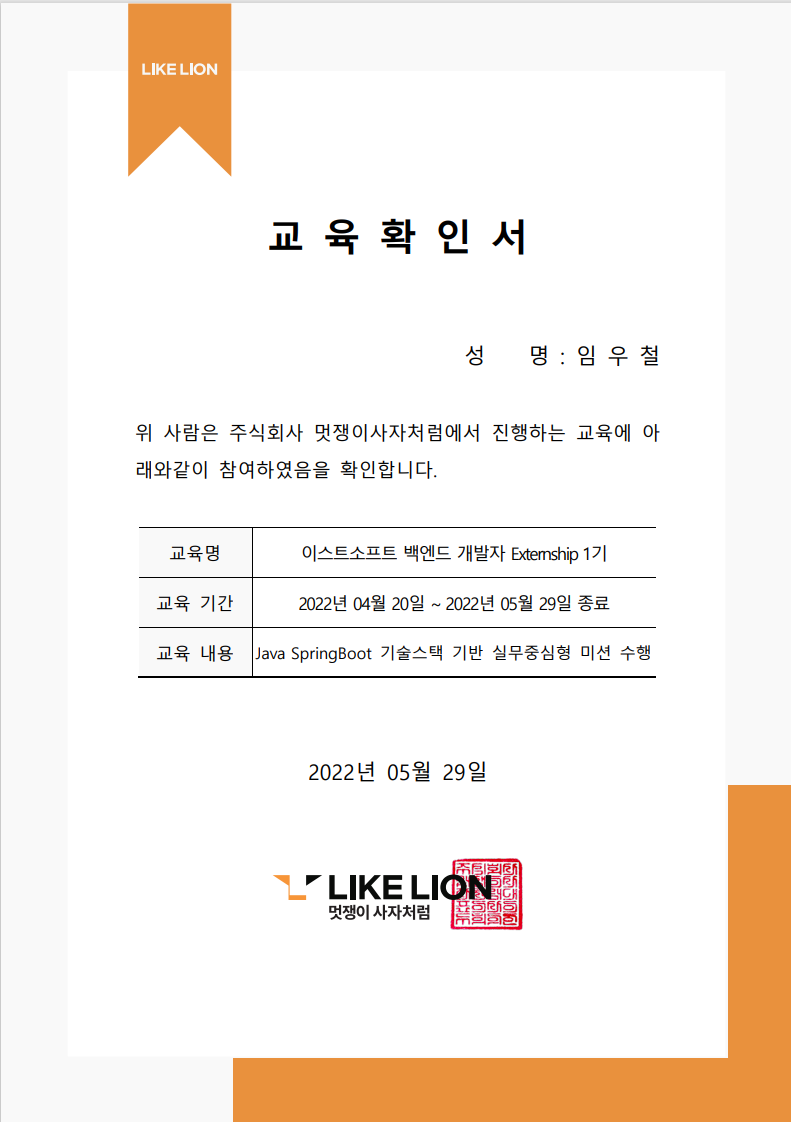 LIKE LION
교 육 확 인 서
성 명 : 임 우 철
위 사람은 주식회사 멋쟁이사자처럼에서 진행하는 교육에 아
래와같이 참여하였음을 확인합니다.
교육명 이스트소프트 백엔드 개발자 Externship 1기
교육 기간 2022년 04월 20일 ~ 2022년 05월 29일 종료
교육 내용 Java SpringBoot 기술스택 기반 실무중심형 미션 수행
2022년 05월 29일
LIKE LION
멋쟁이 사자처럼